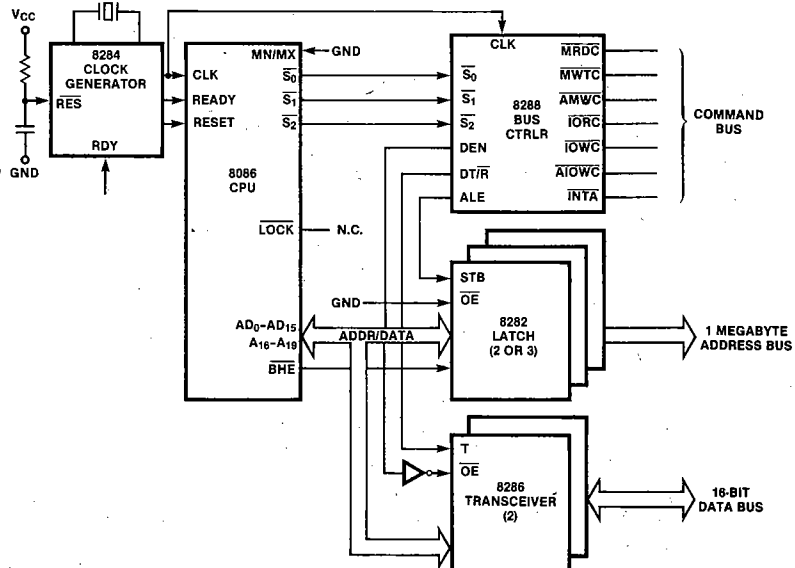 VCC
8284
CLOCK
GENERATOR
RES
RDY
GND
MN/MX
GND
CLK
READY
RESET
S0
S1
S2
8086
CPU
LOCK
N.C.
AD0-AD15
A16-A19
BHE
ADDR/DATA
CLK
S0
S1
S2
DEN
DT/R
ALE
8288
BUS
CTRLR
MRDC
MWTC
AMWC
IORC
IOWC
AIOWC
INTA
COMMAND
BUS
STB
GND
OE
8282
LATCH
(2 OR 3)
1 MEGABYTE
ADDRESS BUS
T
OE
8286
TRANSCEIVER
(2)
16-BIT
DATA BUS